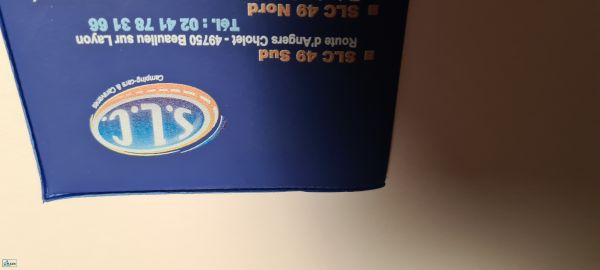 S.L.C.
Camping-cars & Caravanes
■ SLC 49 Sud
Route d'Angers Cholet - 49750 Beaulieu sur Layon
Tél. : 02 41 78 31 66
■ SLC 49 Nord